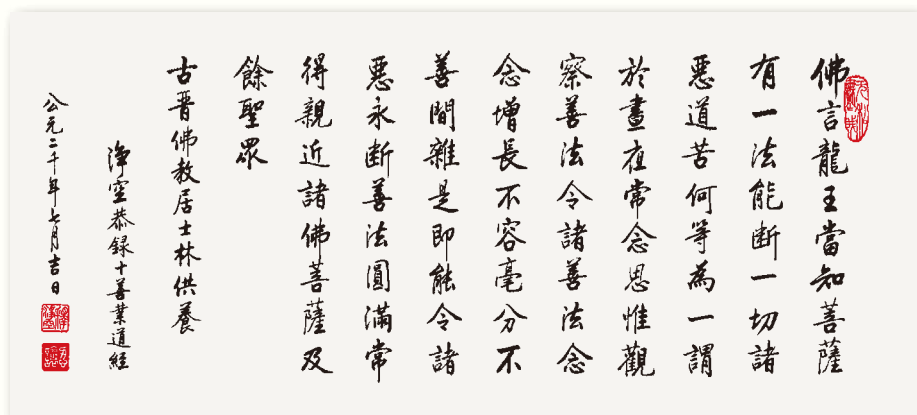 佛言龍王當知菩薩
有一法能断一切諸
惡道苦何等為一謂
於晝夜常念思惟觀
察善法令諸善法念
念增長不容毫分不
善間雜是即能令諸
惡永断善法圓滿常
得親近諸佛菩薩及
餘聖眾
古晋佛教居士林供養
淨空恭録十善業道經
公元二千年七月吉日